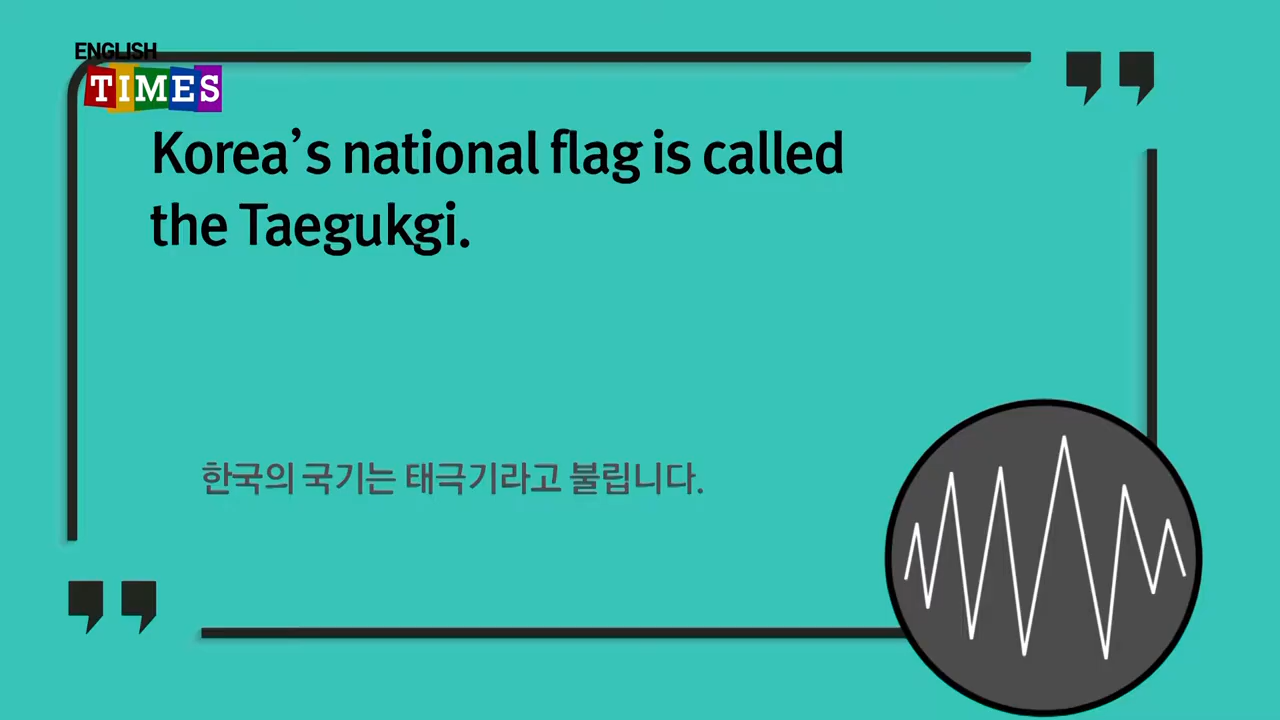 ENGLISH
TIMES
Korea’s national flag is called
the Taegukgi.
한국의 국기는 태극기라고 불립니다.